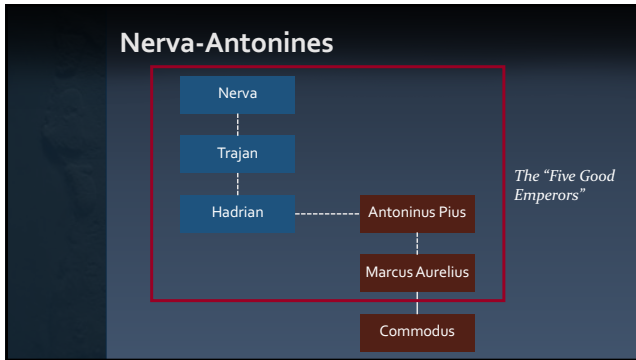 Nerva-Antonines
Nerva
Trajan
Hadrian
Antoninus Pius
Marcus Aurelius
Commodus
The “Five Good
Emperors”